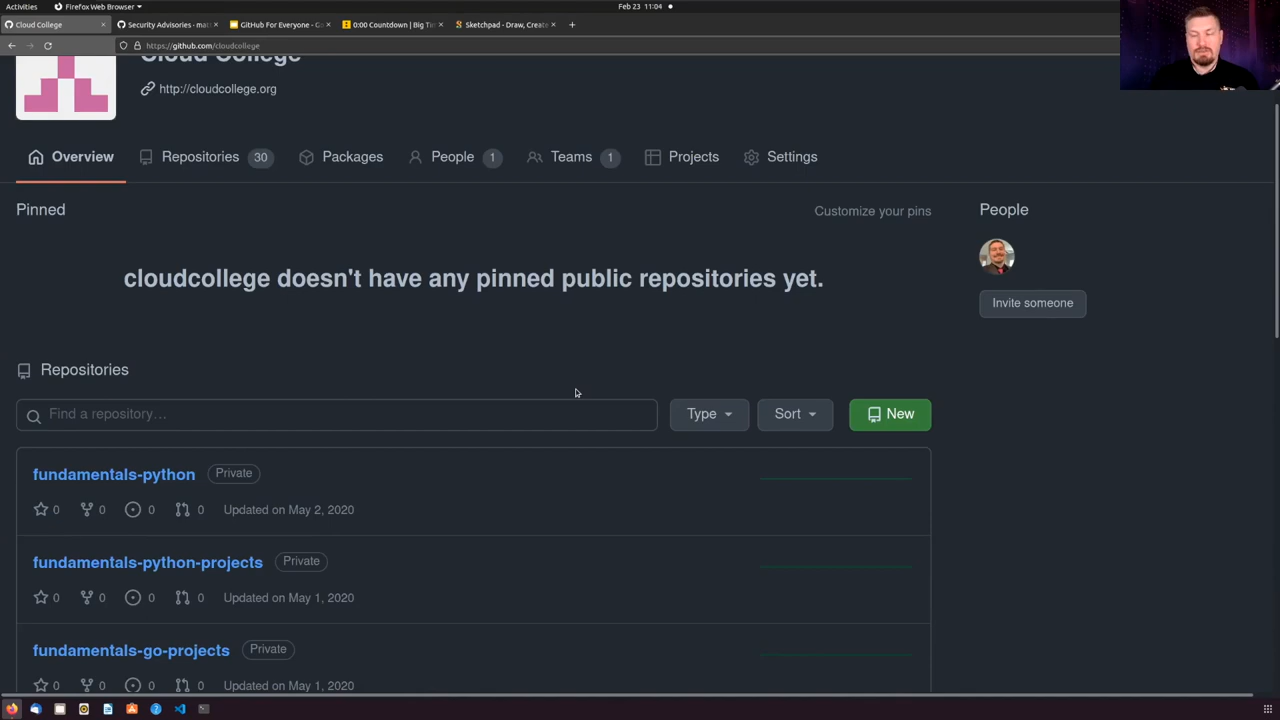 Activities
Firefox Web Browser
Feb 23 11:04
Cloud College
Security Advisories · mat
GitHub For Everyone - Go
0:00 Countdown | Big Tim
Sketchpad - Draw, Create
https://github.com/cloudcollege
Cloud College
http://cloudcollege.org
Overview
Repositories 30
Packages
People 1
Teams 1
Projects
Settings
Pinned
Customize your pins
People
cloudcollege doesn't have any pinned public repositories yet.
Invite someone
Repositories
Find a repository…
Type
Sort
New
fundamentals-python Private
0 0 0 0 Updated on May 2, 2020
fundamentals-python-projects Private
0 0 0 0 Updated on May 1, 2020
fundamentals-go-projects Private
0 0 0 0 Updated on May 1, 2020